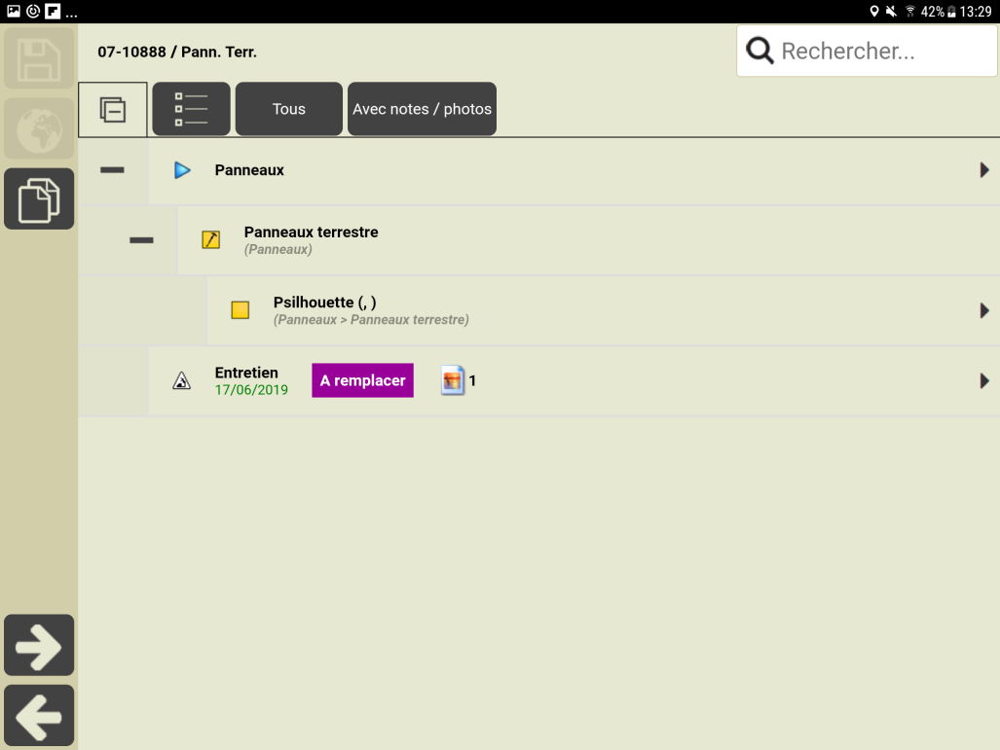 ... 42% 13:29
07-10888 / Pann. Terr.
Rechercher...
Tous
Avec notes / photos
Panneaux
Panneaux terrestre
(Panneaux)
Psilhouette (, )
(Panneaux > Panneaux terrestre)
Entretien
17/06/2019
A remplacer
1